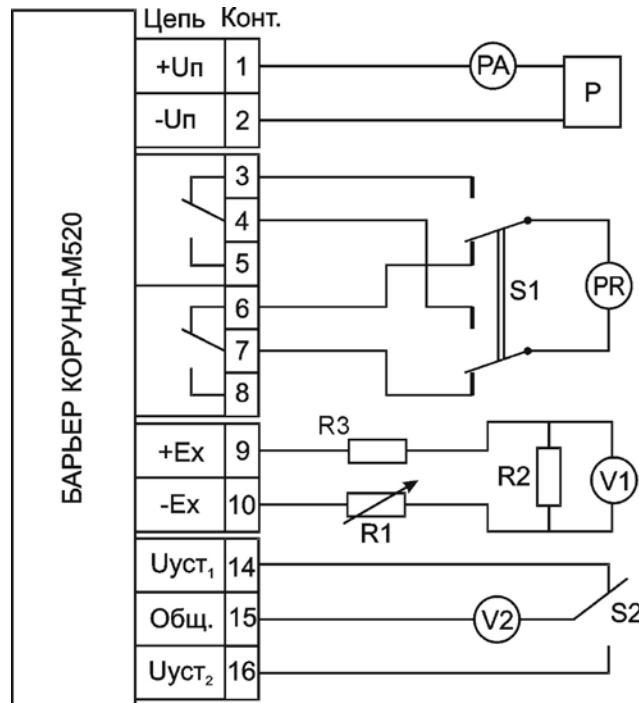 Цепь Конт.
+Uп 1
-Uп 2
PA
P
3
4
5
6
7
8
S1
PR
БАРЬЕР КОРУНД-М520
+Ex 9
-Ex 10
R3
R1
R2
V1
Uуст₁ 14
Общ. 15
Uуст₂ 16
V2
S2